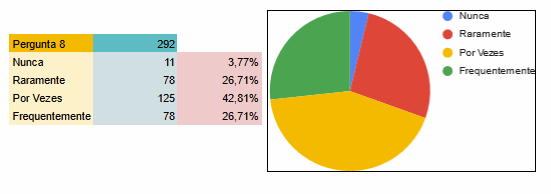 Pergunta 8 292
Nunca 11 3,77%
Raramente 78 26,71%
Por Vezes 125 42,81%
Frequentemente 78 26,71%
Nunca
Raramente
Por Vezes
Frequentemente